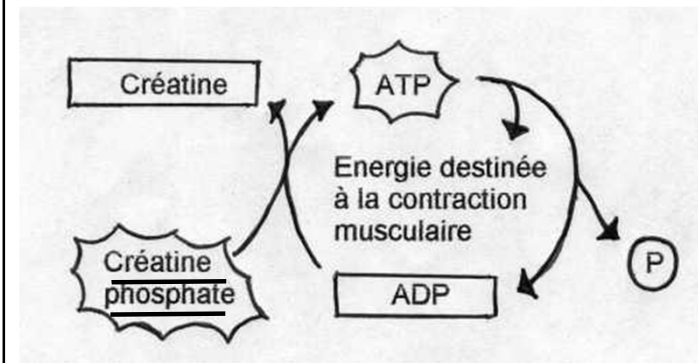 Créatine
ATP
Energie destinée
à la contraction
musculaire
Créatine
phosphate
ADP
P